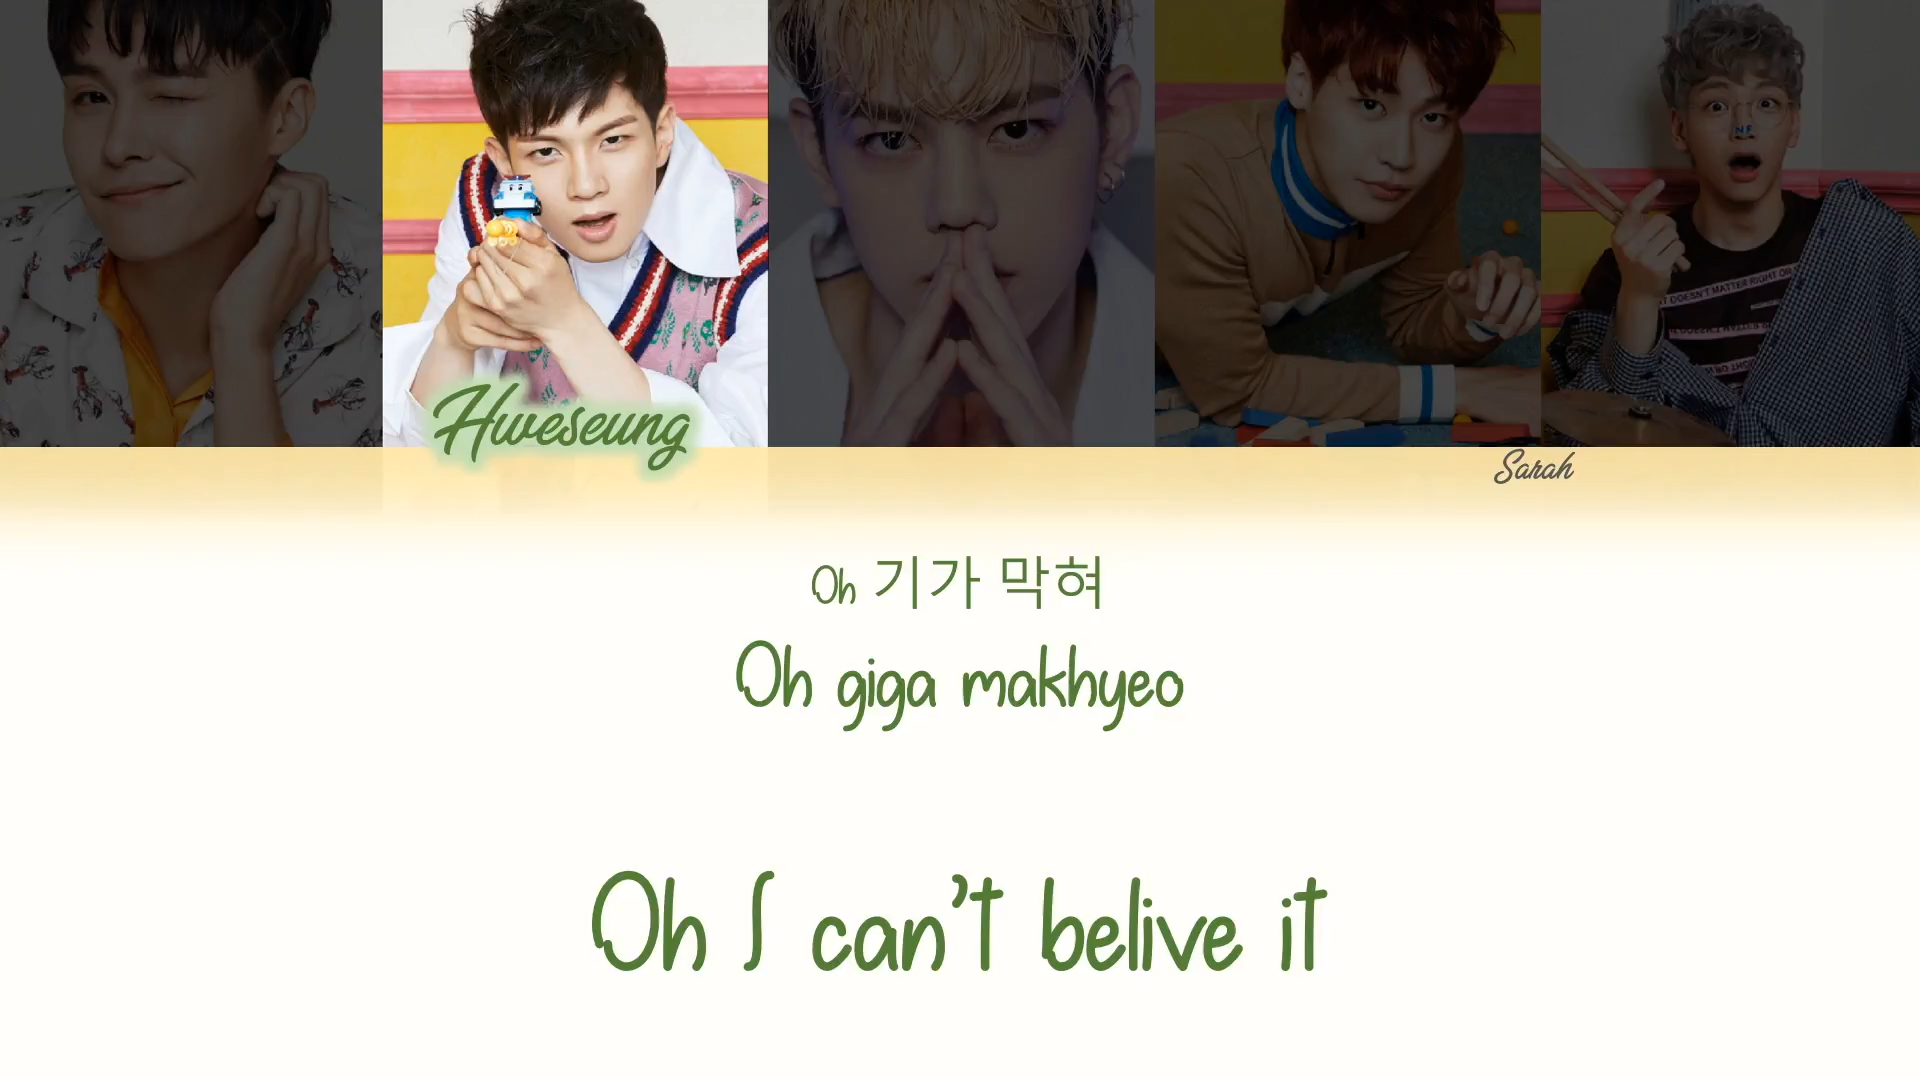 Hweseung
Sarah
Oh 기가 막혀
Oh giga makhyeo
Oh I can't belive it